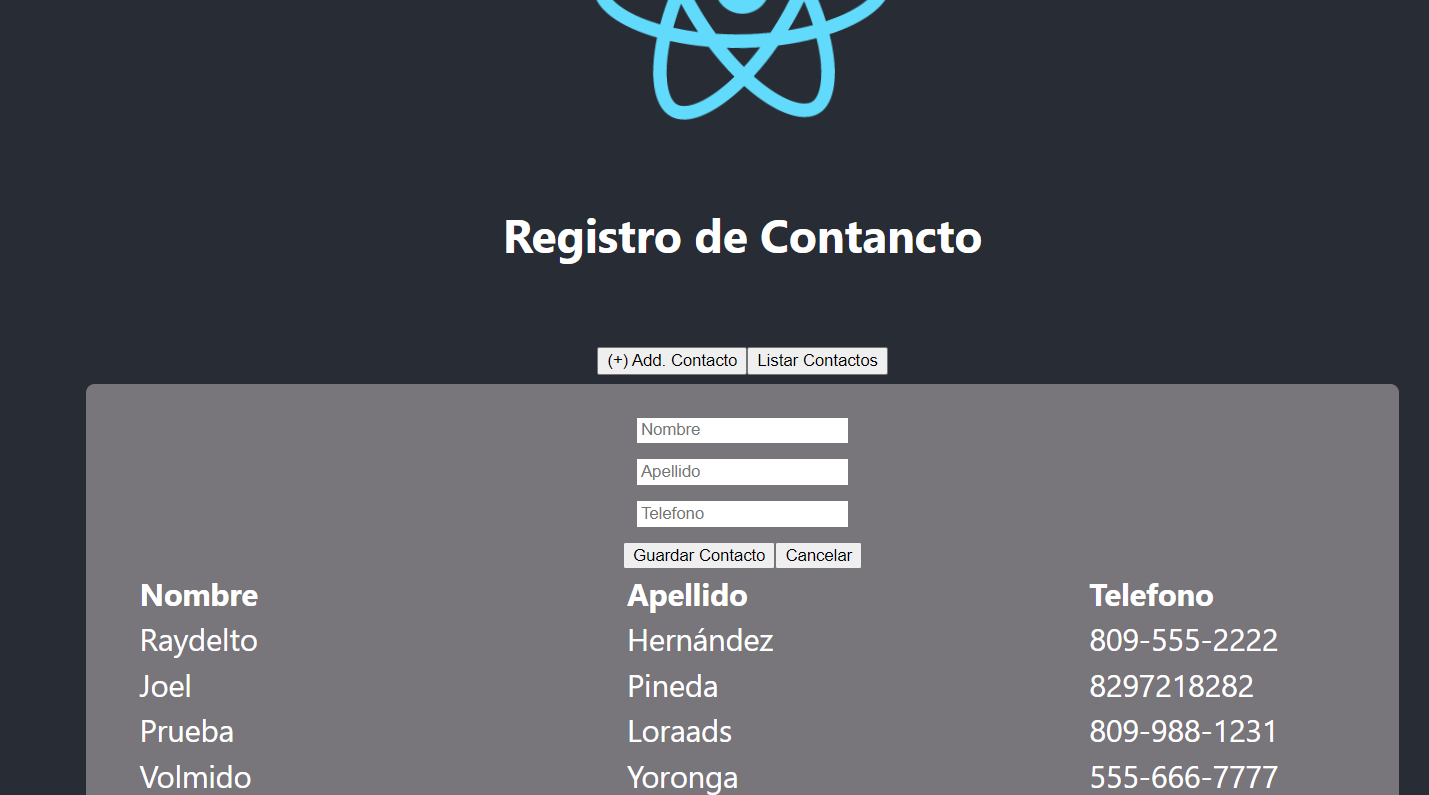 Registro de Contancto
(+) Add. Contacto Listar Contactos
Nombre
Apellido
Telefono
Guardar Contacto Cancelar
Nombre Apellido Telefono
Raydelto Hernández 809-555-2222
Joel Pineda 8297218282
Prueba Loraads 809-988-1231
Volmido Yoronga 555-666-7777